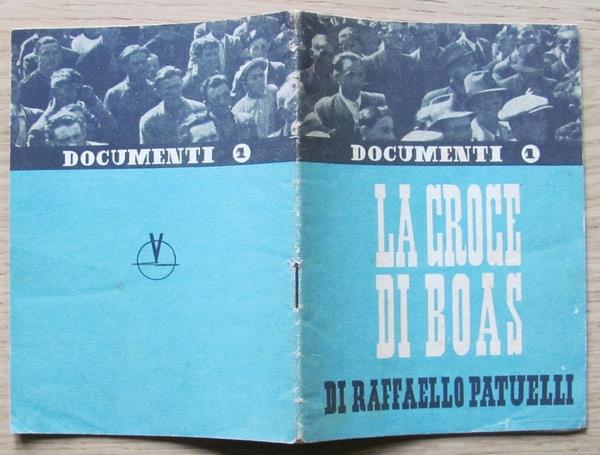 DOCUMENTI 1
DOCUMENTI 1
LA CROCE
DI BOAS
DI RAFFAELLO PATUELLI